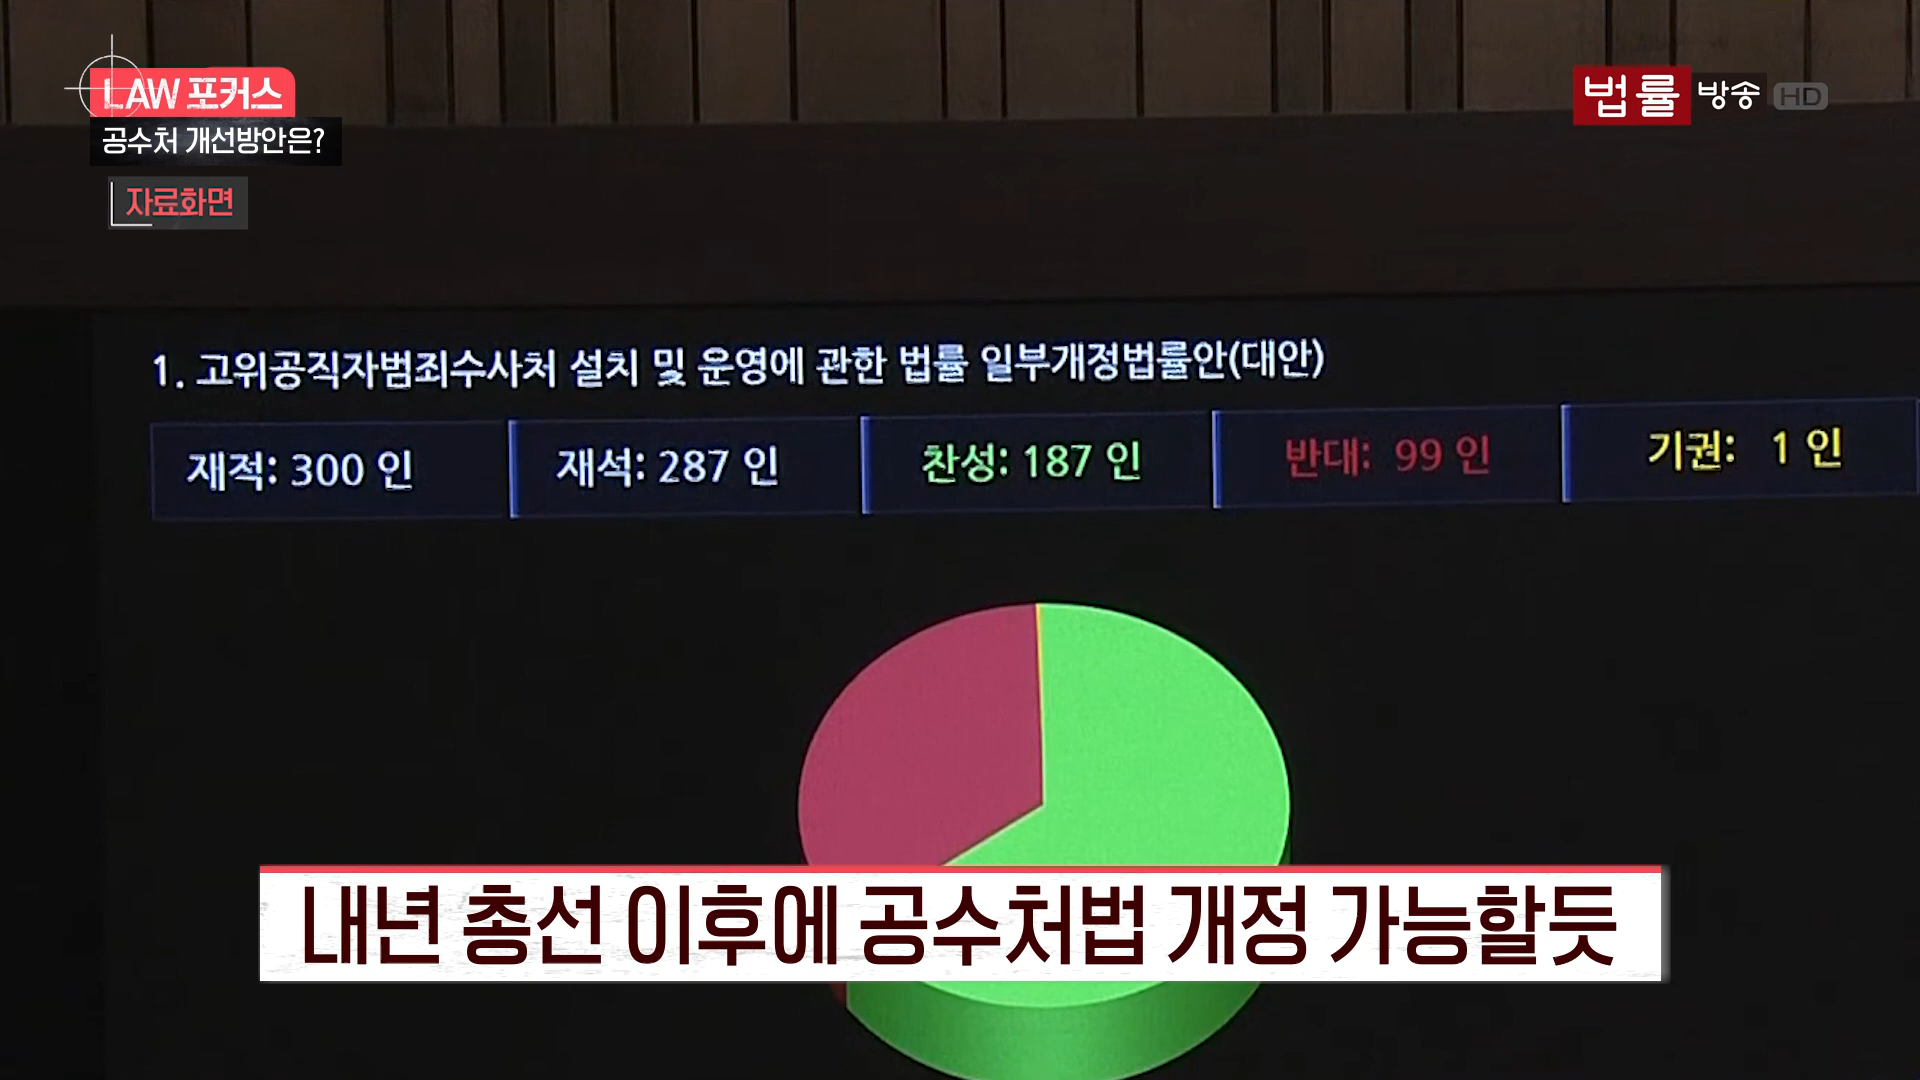 LAW 포커스
공수처 개선방안은?
자료화면
법률방송 HD
1. 고위공직자범죄수사처 설치 및 운영에 관한 법률 일부개정법률안(대안)
재적: 300 인 재석: 287 인 찬성: 187 인 반대: 99 인 기권: 1 인
내년 총선 이후에 공수처법 개정 가능할듯